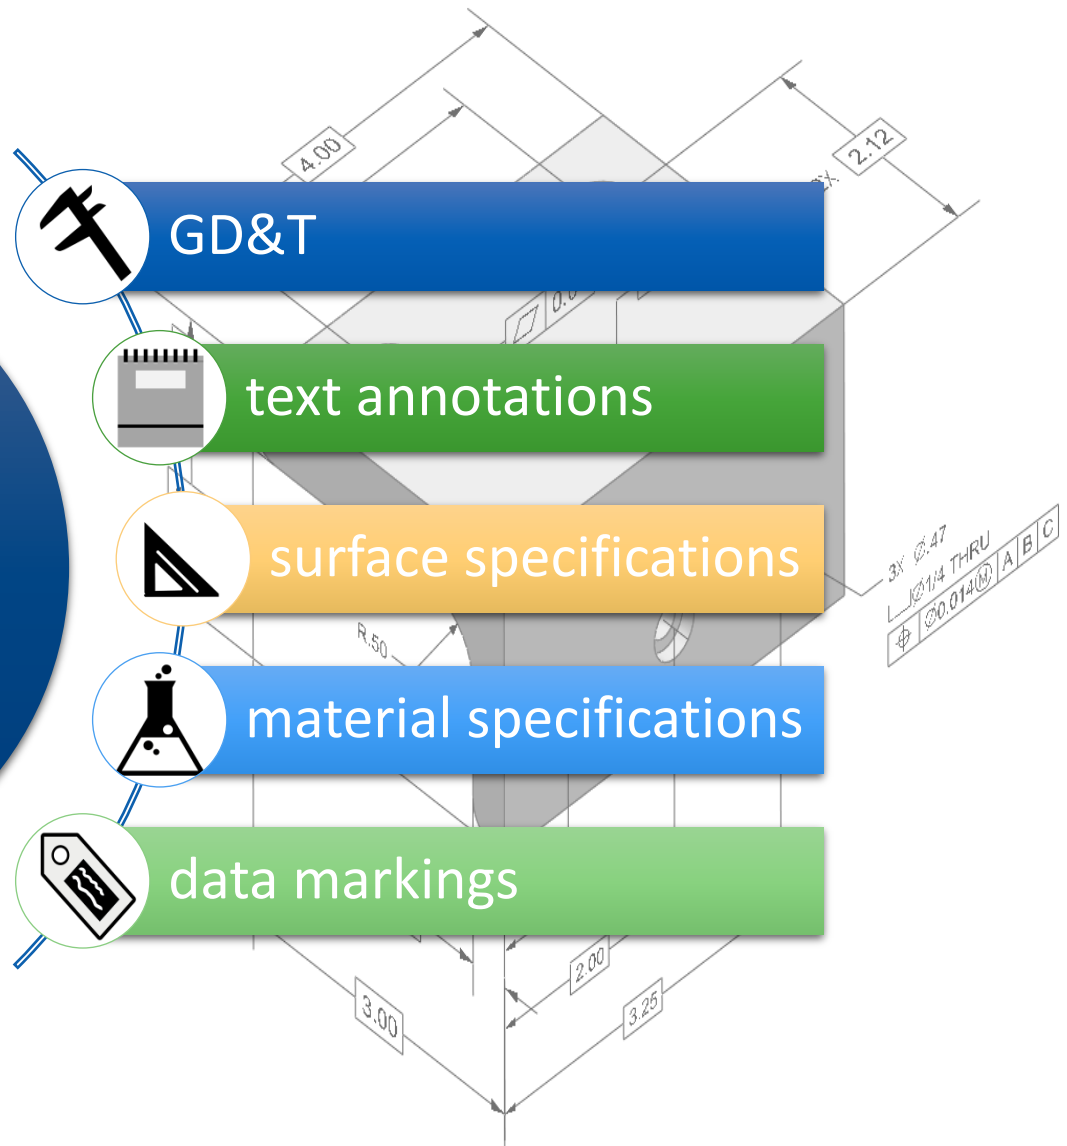 4.00
2.12
2X
GD&T
text annotations
surface specifications
3X ⌀.47
⌴⌀1/4 THRU
⌖ ⌀0.014Ⓜ A B C
R.50
material specifications
data markings
2.00
3.00
3.25